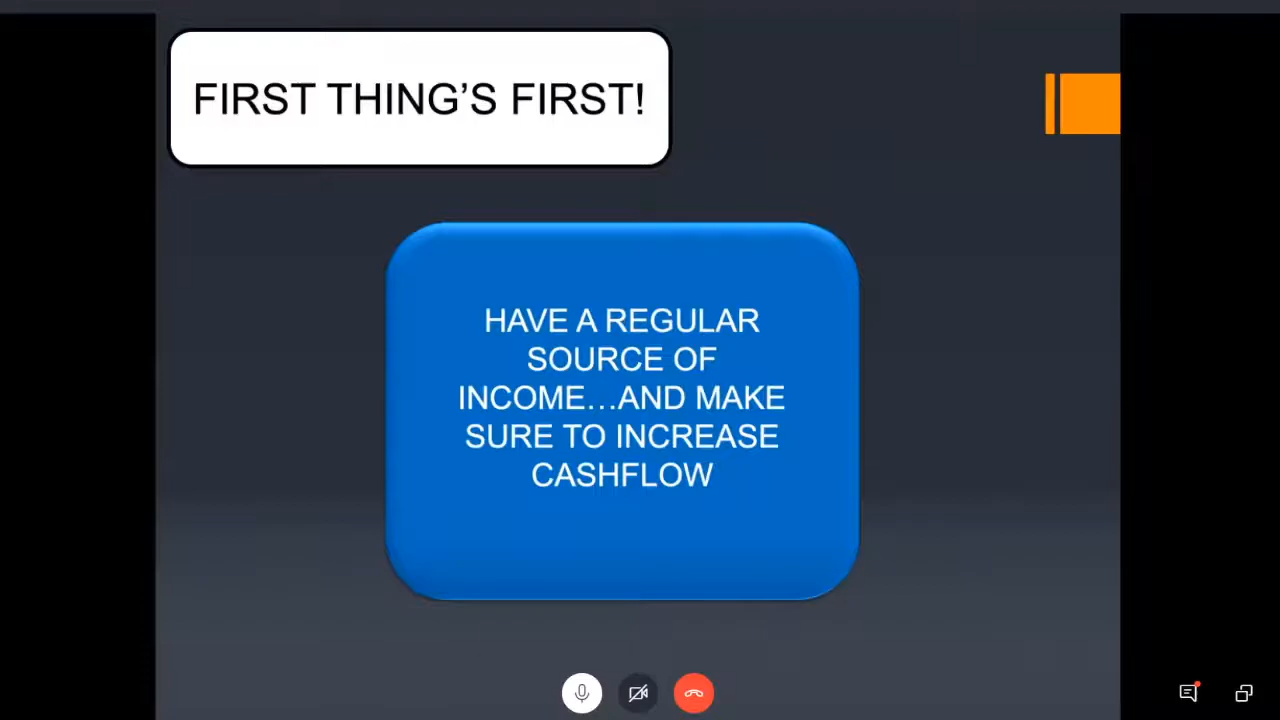 FIRST THING’S FIRST!
HAVE A REGULAR
SOURCE OF
INCOME…AND MAKE
SURE TO INCREASE
CASHFLOW